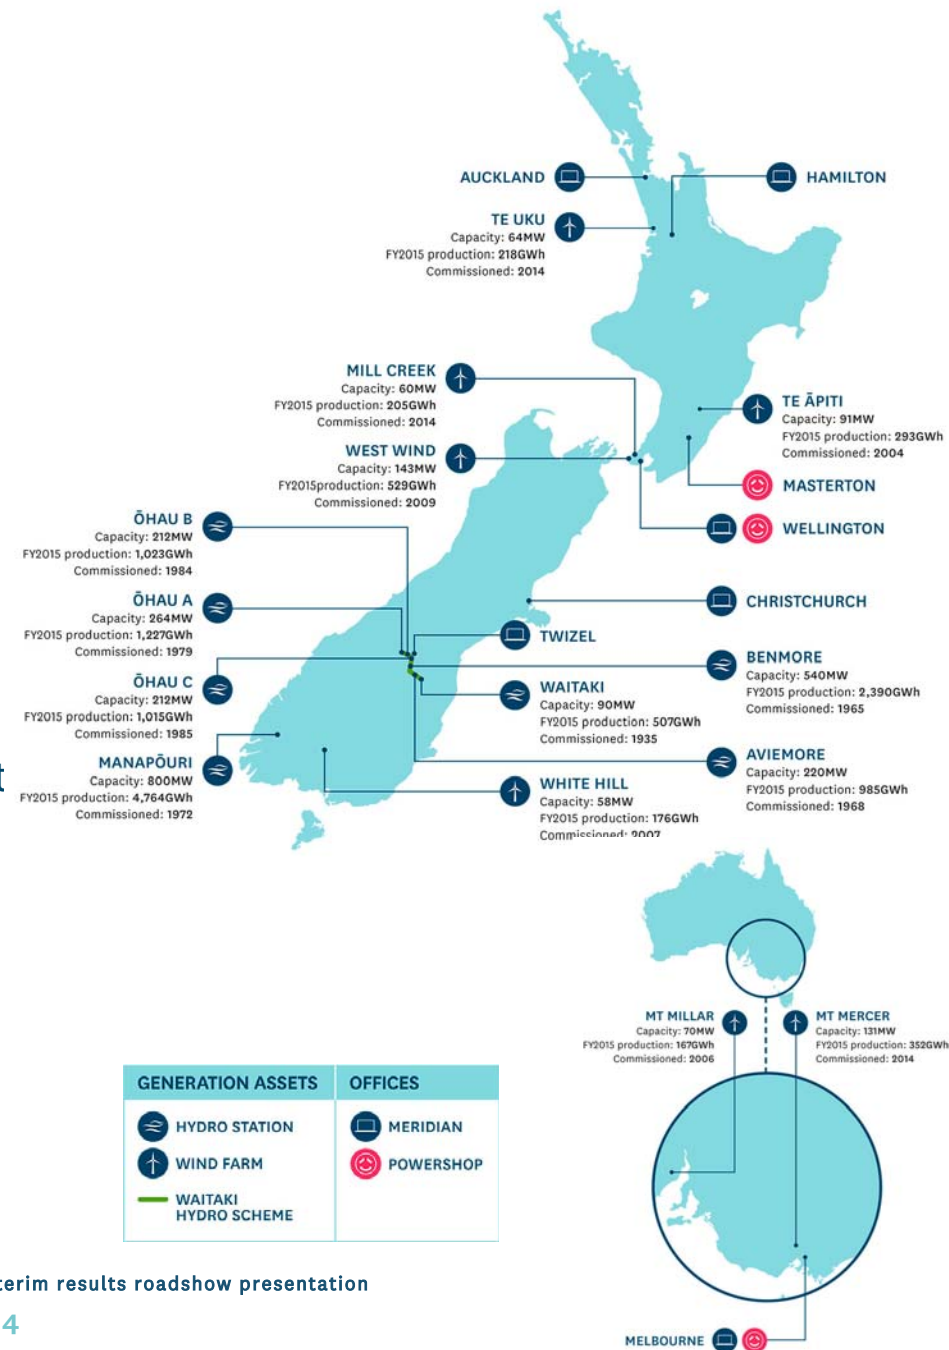 AUCKLAND
HAMILTON
TE UKU
Capacity: 64MW
FY2015 production: 218GWh
Commissioned: 2014
MILL CREEK
Capacity: 60MW
FY2015 production: 205GWh
Commissioned: 2014
TE ĀPITI
Capacity: 91MW
FY2015 production: 293GWh
Commissioned: 2004
WEST WIND
Capacity: 143MW
FY2015production: 529GWh
Commissioned: 2009
MASTERTON
WELLINGTON
ŌHAU B
Capacity: 212MW
FY2015 production: 1,023GWh
Commissioned: 1984
ŌHAU A
Capacity: 264MW
FY2015 production: 1,227GWh
Commissioned: 1979
CHRISTCHURCH
TWIZEL
BENMORE
Capacity: 540MW
FY2015 production: 2,390GWh
Commissioned: 1965
ŌHAU C
Capacity: 212MW
FY2015 production: 1,015GWh
Commissioned: 1985
WAITAKI
Capacity: 90MW
FY2015 production: 507GWh
Commissioned: 1935
MANAPŌURI
Capacity: 800MW
FY2015 production: 4,764GWh
Commissioned: 1972
AVIEMORE
Capacity: 220MW
FY2015 production: 985GWh
Commissioned: 1968
WHITE HILL
Capacity: 58MW
FY2015 production: 176GWh
Commissioned: 2007
t
MT MILLAR
Capacity: 70MW
FY2015 production: 167GWh
Commissioned: 2006
MT MERCER
Capacity: 131MW
FY2015 production: 352GWh
Commissioned: 2014
GENERATION ASSETS
HYDRO STATION
WIND FARM
WAITAKI
HYDRO SCHEME
OFFICES
MERIDIAN
POWERSHOP
terim results roadshow presentation
4
MELBOURNE